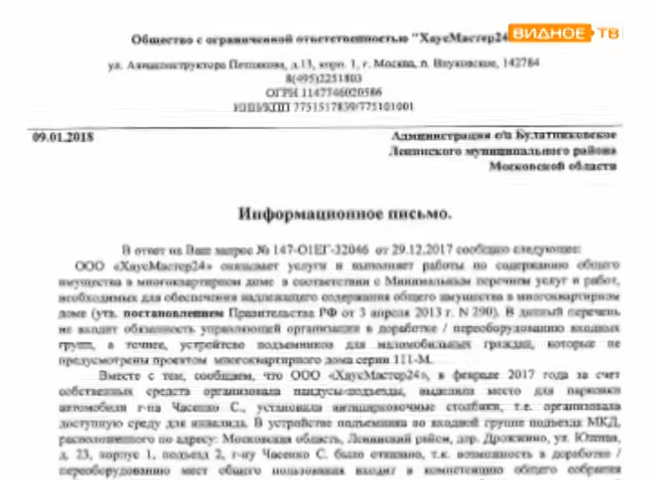 ВИДНОЕ ТВ
Общество с ограниченной ответственностью "ХаусМастер24
ул. Авиаконструктора Петлякова, д.13, корп. 1, г. Москва, п. Внуковское, 142784
8(495)2251803
ОГРН 1147746020586
ИНН/КПП 7751517839/775101001
09.01.2018
Администрация с/п Булатниковское
Ленинского муниципального района
Московской области
Информационное письмо.
В ответ на Ваш запрос № 147-О1ЕГ-32046 от 29.12.2017 сообщаю следующее:
ООО «ХаусМастер24» оказывает услуги и выполняет работы по содержанию общего
имущества в многоквартирном доме в соответствии с Минимальным перечнем услуг и работ,
необходимых для обеспечения надлежащего содержания общего имущества в многоквартирном
доме (утв. постановлением Правительства РФ от 3 апреля 2013 г. N 290). В данный перечень
не входит обязанность управляющей организации в доработке / переоборудованию входных
групп, а точнее, устройство подъемников для маломобильных граждан, которые не
предусмотрены проектом многоквартирного дома серии 111-М.
Вместе с тем, сообщаем, что ООО «ХаусМастер24», в феврале 2017 года за счет
собственных средств организовала пандусы-подъезды, выделила место для парковки
автомобиля г-на Часенко С., установила антипарковочные столбики, т.е. организовала
доступную среду для инвалида. В устройстве подъемника во входной группе подъезда МКД,
расположенного по адресу: Московская область, Ленинский район, дер. Дрожжино, ул. Южная,
д. 23, корпус 1, подъезд 2, г-ну Часенко С. было отказано, т.к. возможность в доработке /
переоборудованию мест общего пользования входит в компетенцию общего собрания